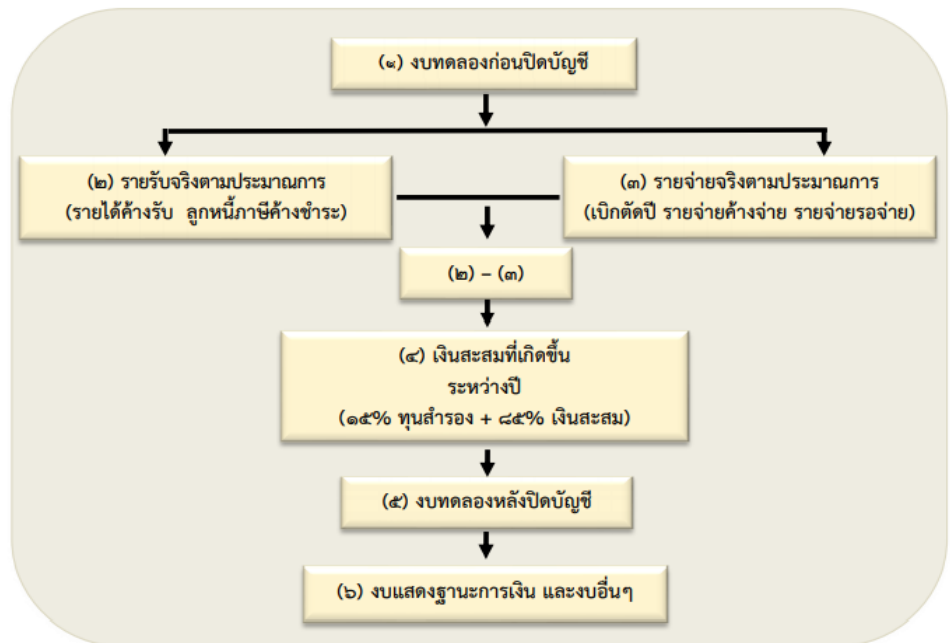 (๑) งบทดลองก่อนปิดบัญชี
(๒) รายรับจริงตามประมาณการ
(รายได้ค้างรับ ลูกหนี้ภาษีค้างชำระ)
(๓) รายจ่ายจริงตามประมาณการ
(เบิกตัดปี รายจ่ายค้างจ่าย รายจ่ายรอจ่าย)
(๒) – (๓)
(๔) เงินสะสมที่เกิดขึ้น
ระหว่างปี
(๑๕% ทุนสำรอง + ๘๕% เงินสะสม)
(๕) งบทดลองหลังปิดบัญชี
(๖) งบแสดงฐานะการเงิน และงบอื่นๆ